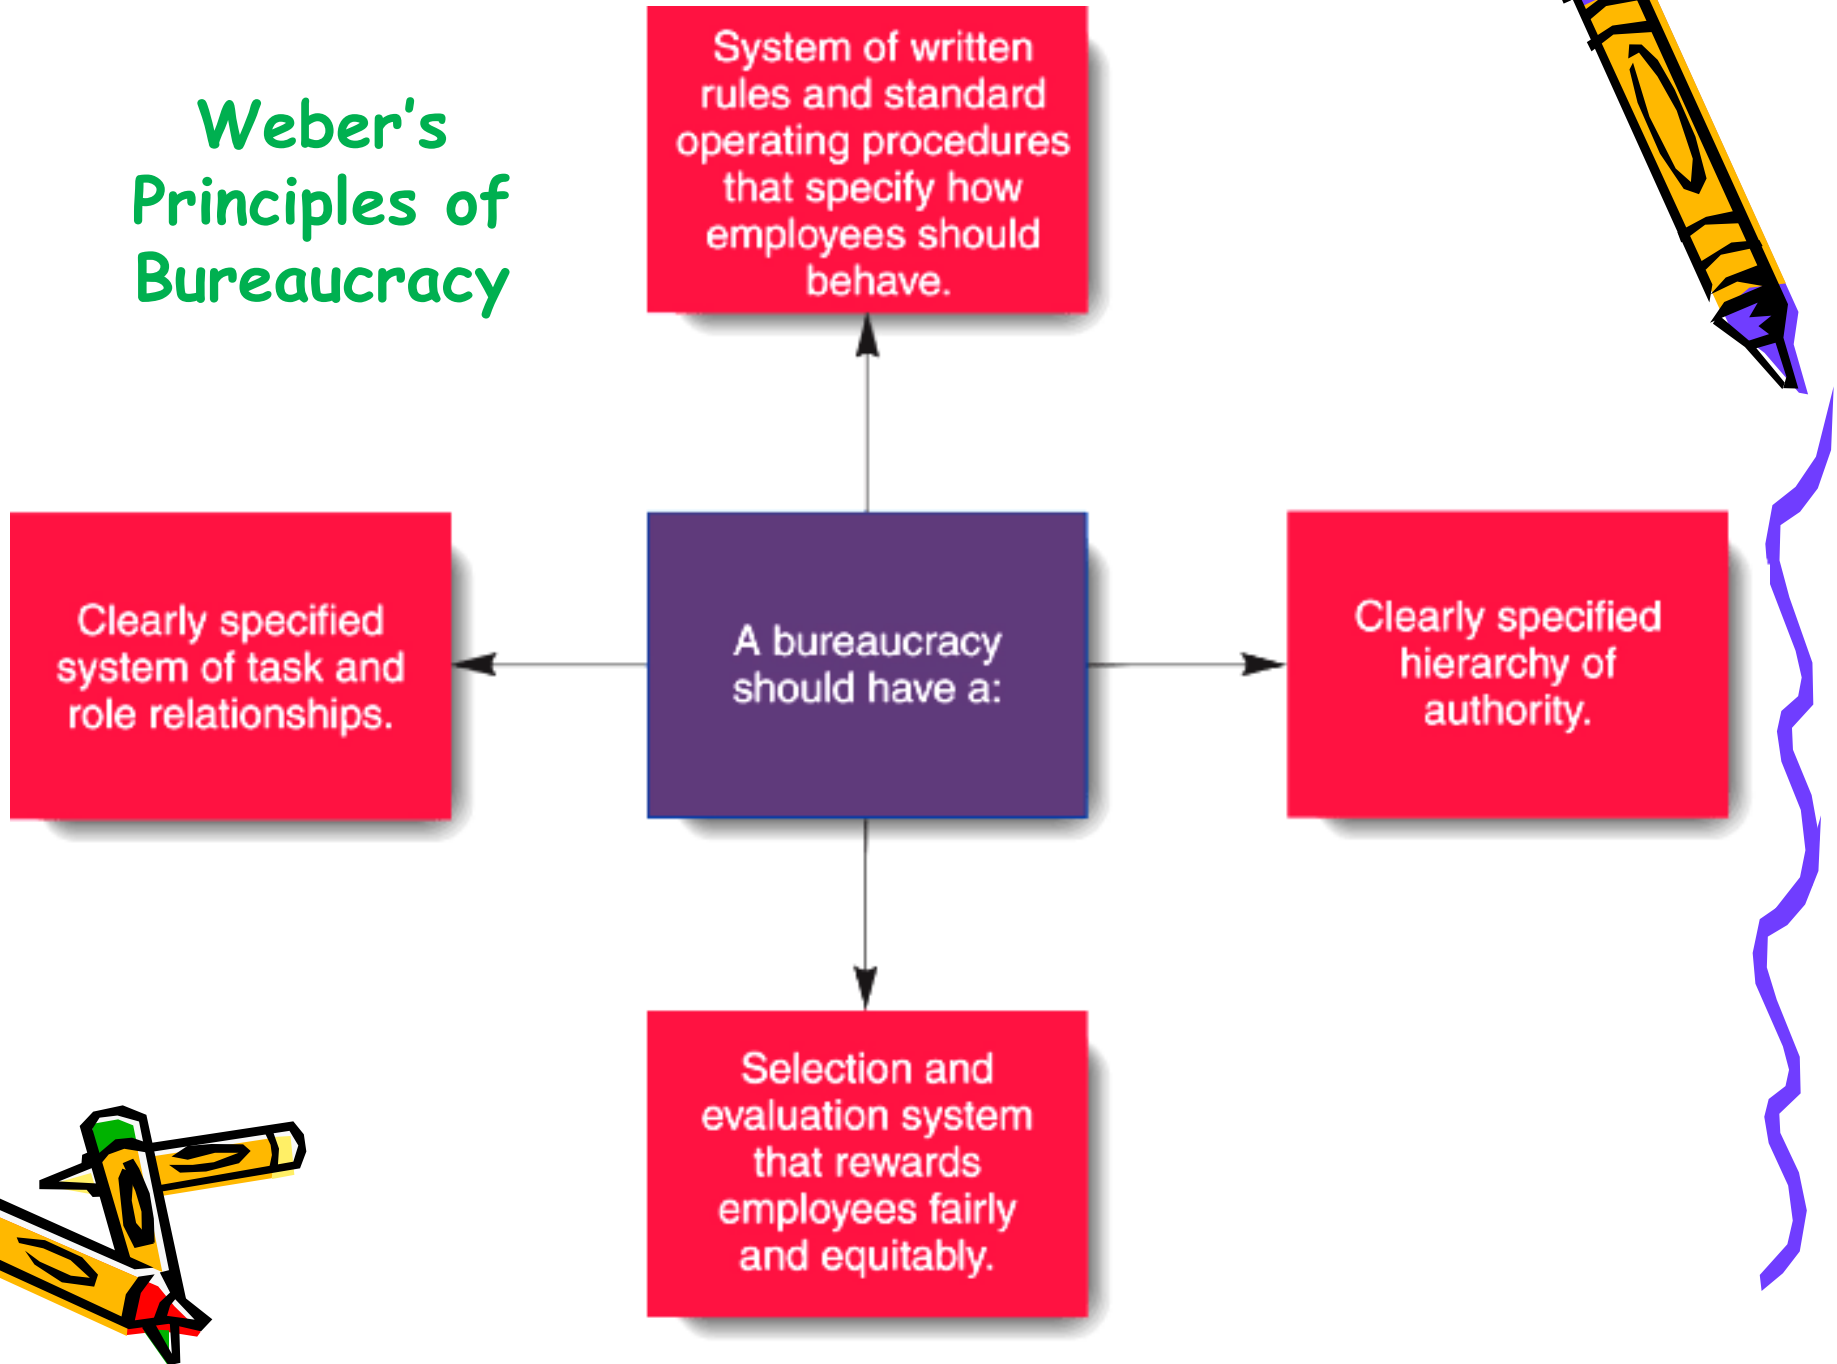 Weber’s
Principles of
Bureaucracy
System of written
rules and standard
operating procedures
that specify how
employees should
behave.
Clearly specified
system of task and
role relationships.
A bureaucracy
should have a:
Clearly specified
hierarchy of
authority.
Selection and
evaluation system
that rewards
employees fairly
and equitably.